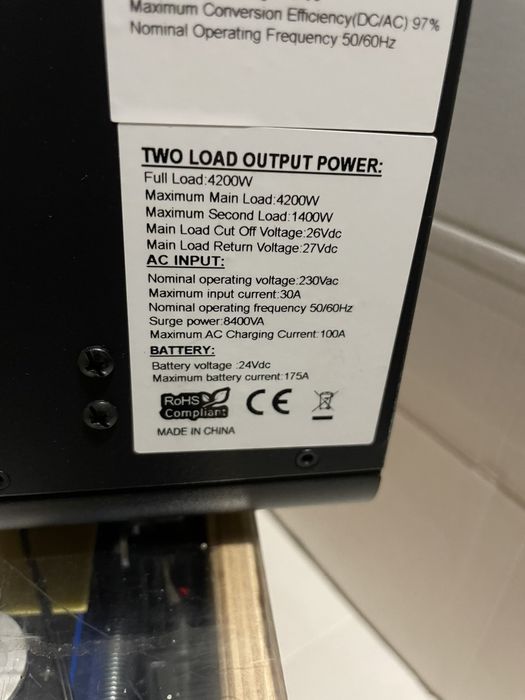 Maximum Conversion Efficiency(DC/AC) 97%
Nominal Operating Frequency 50/60Hz
TWO LOAD OUTPUT POWER:
Full Load:4200W
Maximum Main Load:4200W
Maximum Second Load:1400W
Main Load Cut Off Voltage:26Vdc
Main Load Return Voltage:27Vdc
AC INPUT:
Nominal operating voltage:230Vac
Maximum input current:30A
Nominal operating frequency 50/60Hz
Surge power:8400VA
Maximum AC Charging Current:100A
BATTERY:
Battery voltage :24Vdc
Maximum battery current:175A
RoHS
Compliant
CE
MADE IN CHINA